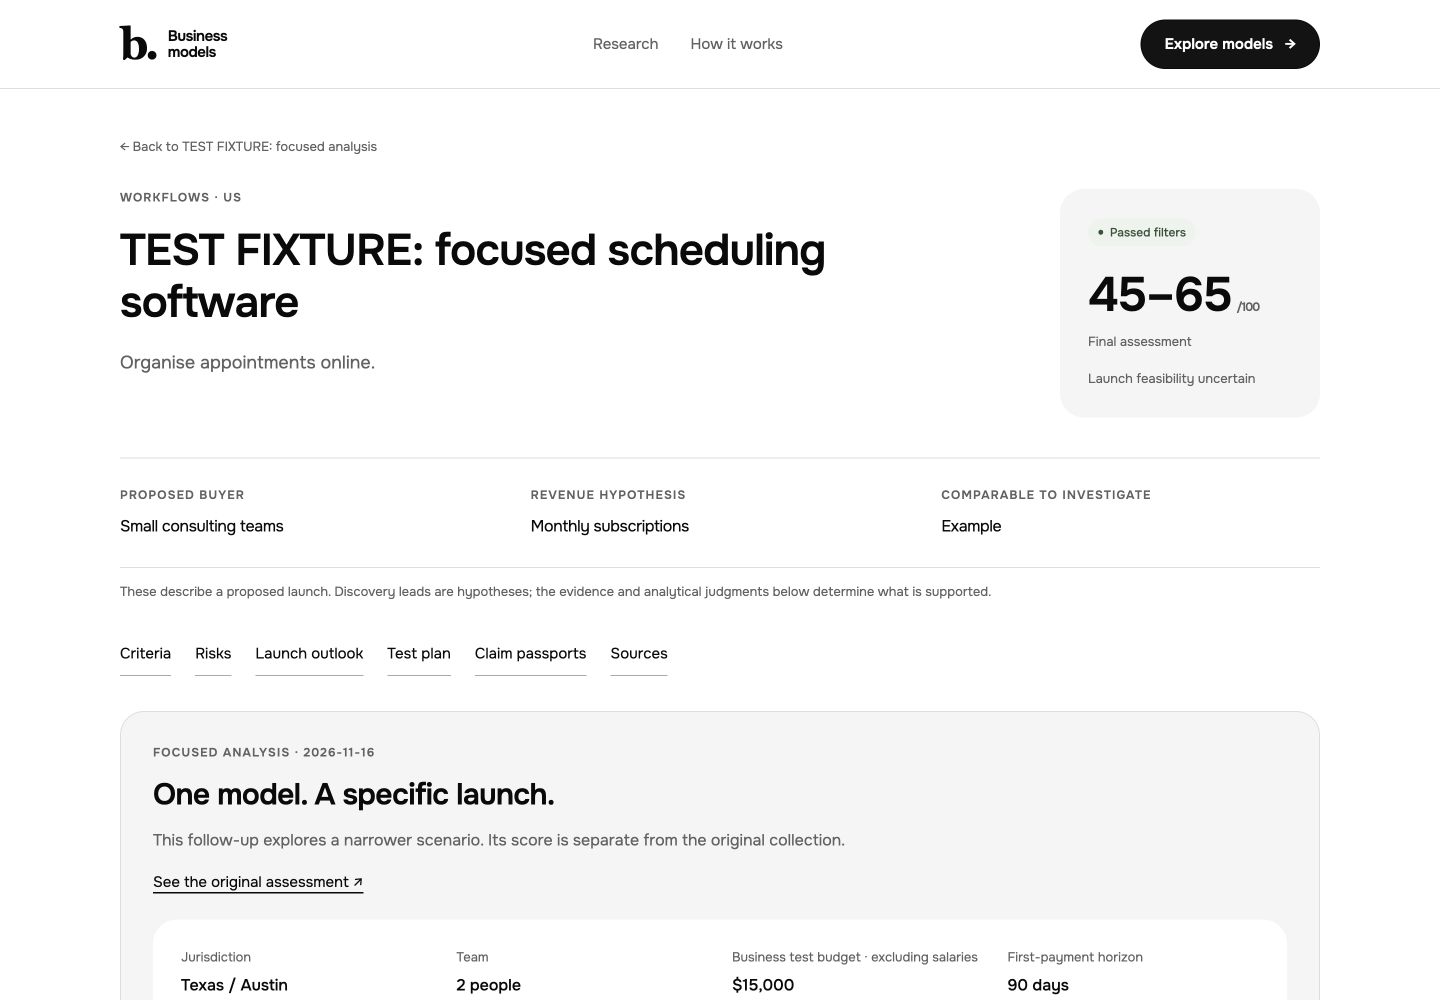 b. Business models
Research
How it works
Explore models →
← Back to TEST FIXTURE: focused analysis
WORKFLOWS · US
TEST FIXTURE: focused scheduling
software
Organise appointments online.
• Passed filters
45–65 /100
Final assessment
Launch feasibility uncertain
PROPOSED BUYER
Small consulting teams
REVENUE HYPOTHESIS
Monthly subscriptions
COMPARABLE TO INVESTIGATE
Example
These describe a proposed launch. Discovery leads are hypotheses; the evidence and analytical judgments below determine what is supported.
Criteria
Risks
Launch outlook
Test plan
Claim passports
Sources
FOCUSED ANALYSIS · 2026-11-16
One model. A specific launch.
This follow-up explores a narrower scenario. Its score is separate from the original collection.
See the original assessment ↗
Jurisdiction
Texas / Austin
Team
2 people
Business test budget · excluding salaries
$15,000
First-payment horizon
90 days